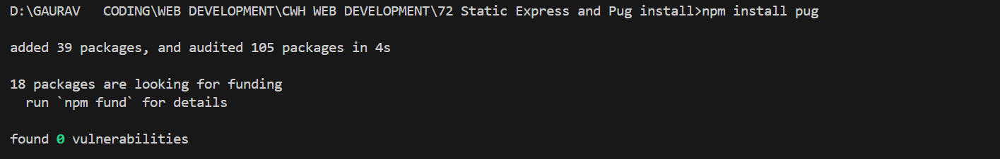 D:\GAURAV   CODING\WEB DEVELOPMENT\CWH WEB DEVELOPMENT\72 Static Express and Pug install>npm install pug
added 39 packages, and audited 105 packages in 4s
18 packages are looking for funding
  run `npm fund` for details
found 0 vulnerabilities